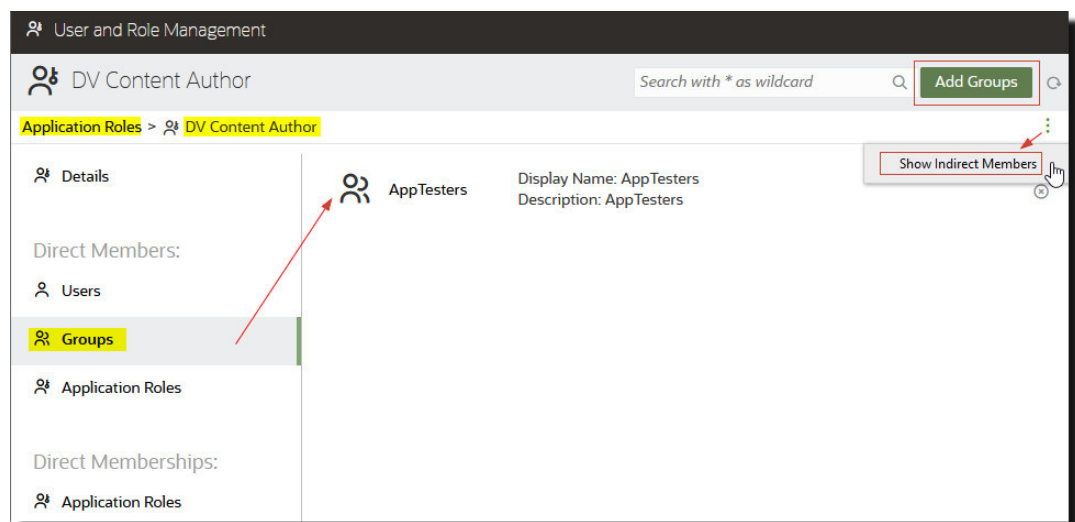 User and Role Management
DV Content Author
Search with * as wildcard
Add Groups
Application Roles > DV Content Author
Show Indirect Members
Details
AppTesters
Display Name: AppTesters
Description: AppTesters
Direct Members:
Users
Groups
Application Roles
Direct Memberships:
Application Roles